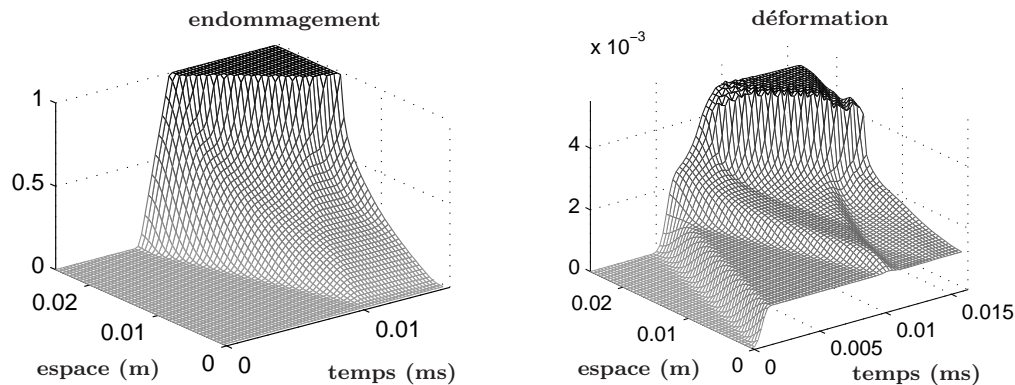 endommagement
1
0.5
0
0.02
0.01
0
0
0.01
espace (m)
temps (ms)
déformation
x 10⁻³
4
2
0
0.02
0.01
0
0
0.005
0.01
0.015
espace (m)
temps (ms)